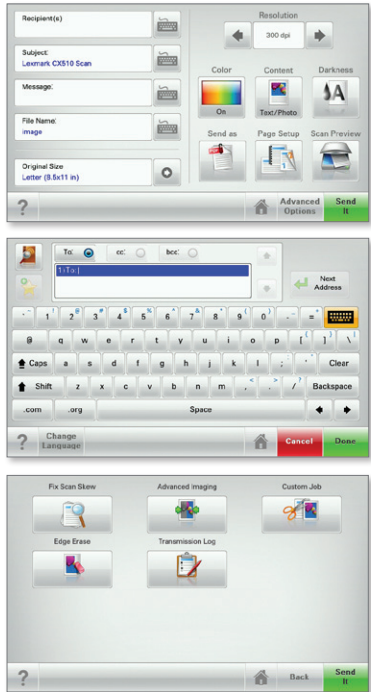 Recipient(s)
Resolution
300 dpi
Subject:
Lexmark CX510 Scan
Message:
Color
Content
Darkness
On
Text/Photo
File Name:
image
Send as
Page Setup
Scan Preview
Original Size
Letter (8.5x11 in)
?
Advanced Options
Send It
To:
cc:
bcc:
1:To:
Next Address
` ~ 1 ! 2 @ 3 # 4 $ 5 % 6 ^ 7 & 8 * 9 ( 0 ) - _ = +
@ q w e r t y u i o p [ { ] } \ |
Caps a s d f g h j k l ; : ' " Clear
Shift z x c v b n m , < . > / ? Backspace
.com .org Space
?
Change Language
Cancel
Done
Fix Scan Skew
Advanced Imaging
Custom Job
Edge Erase
Transmission Log
?
Back
Send It